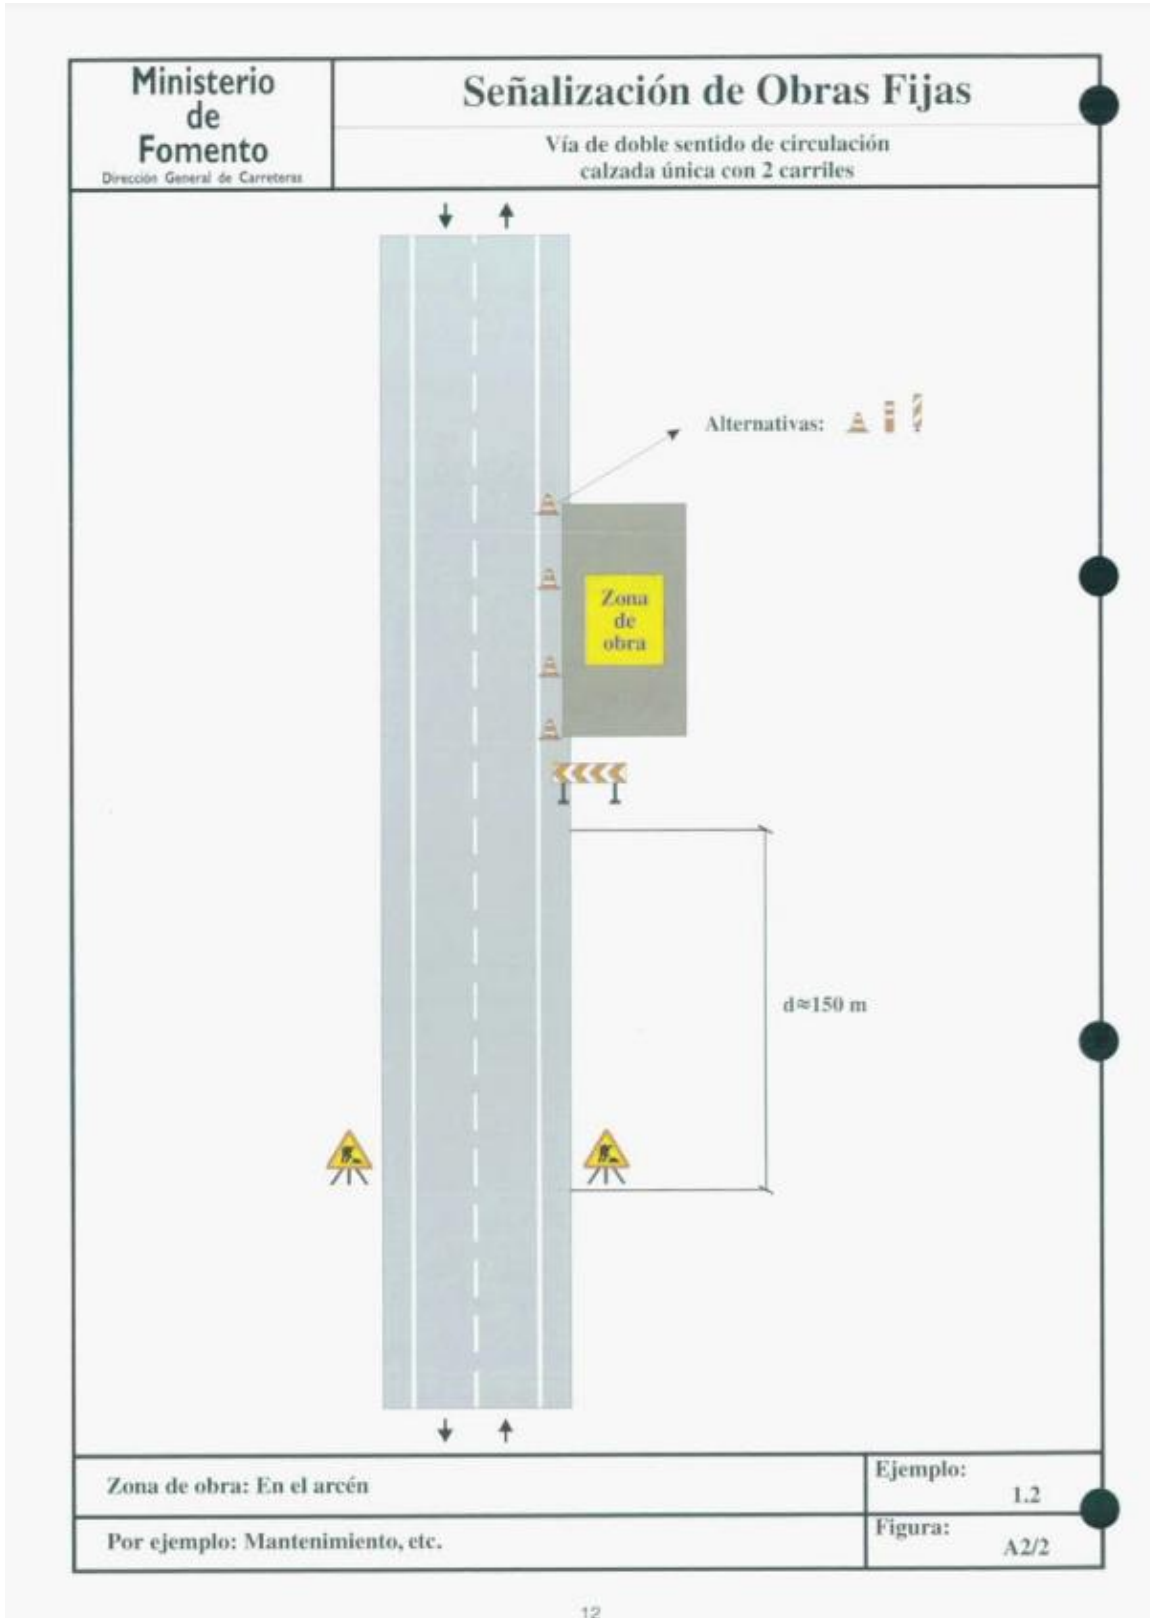 Ministerio
de
Fomento
Dirección General de Carreteras
Señalización de Obras Fijas
Vía de doble sentido de circulación
calzada única con 2 carriles
Alternativas:
Zona
de
obra
d≈150 m
Zona de obra: En el arcén
Ejemplo:
1.2
Por ejemplo: Mantenimiento, etc.
Figura:
A2/2
12